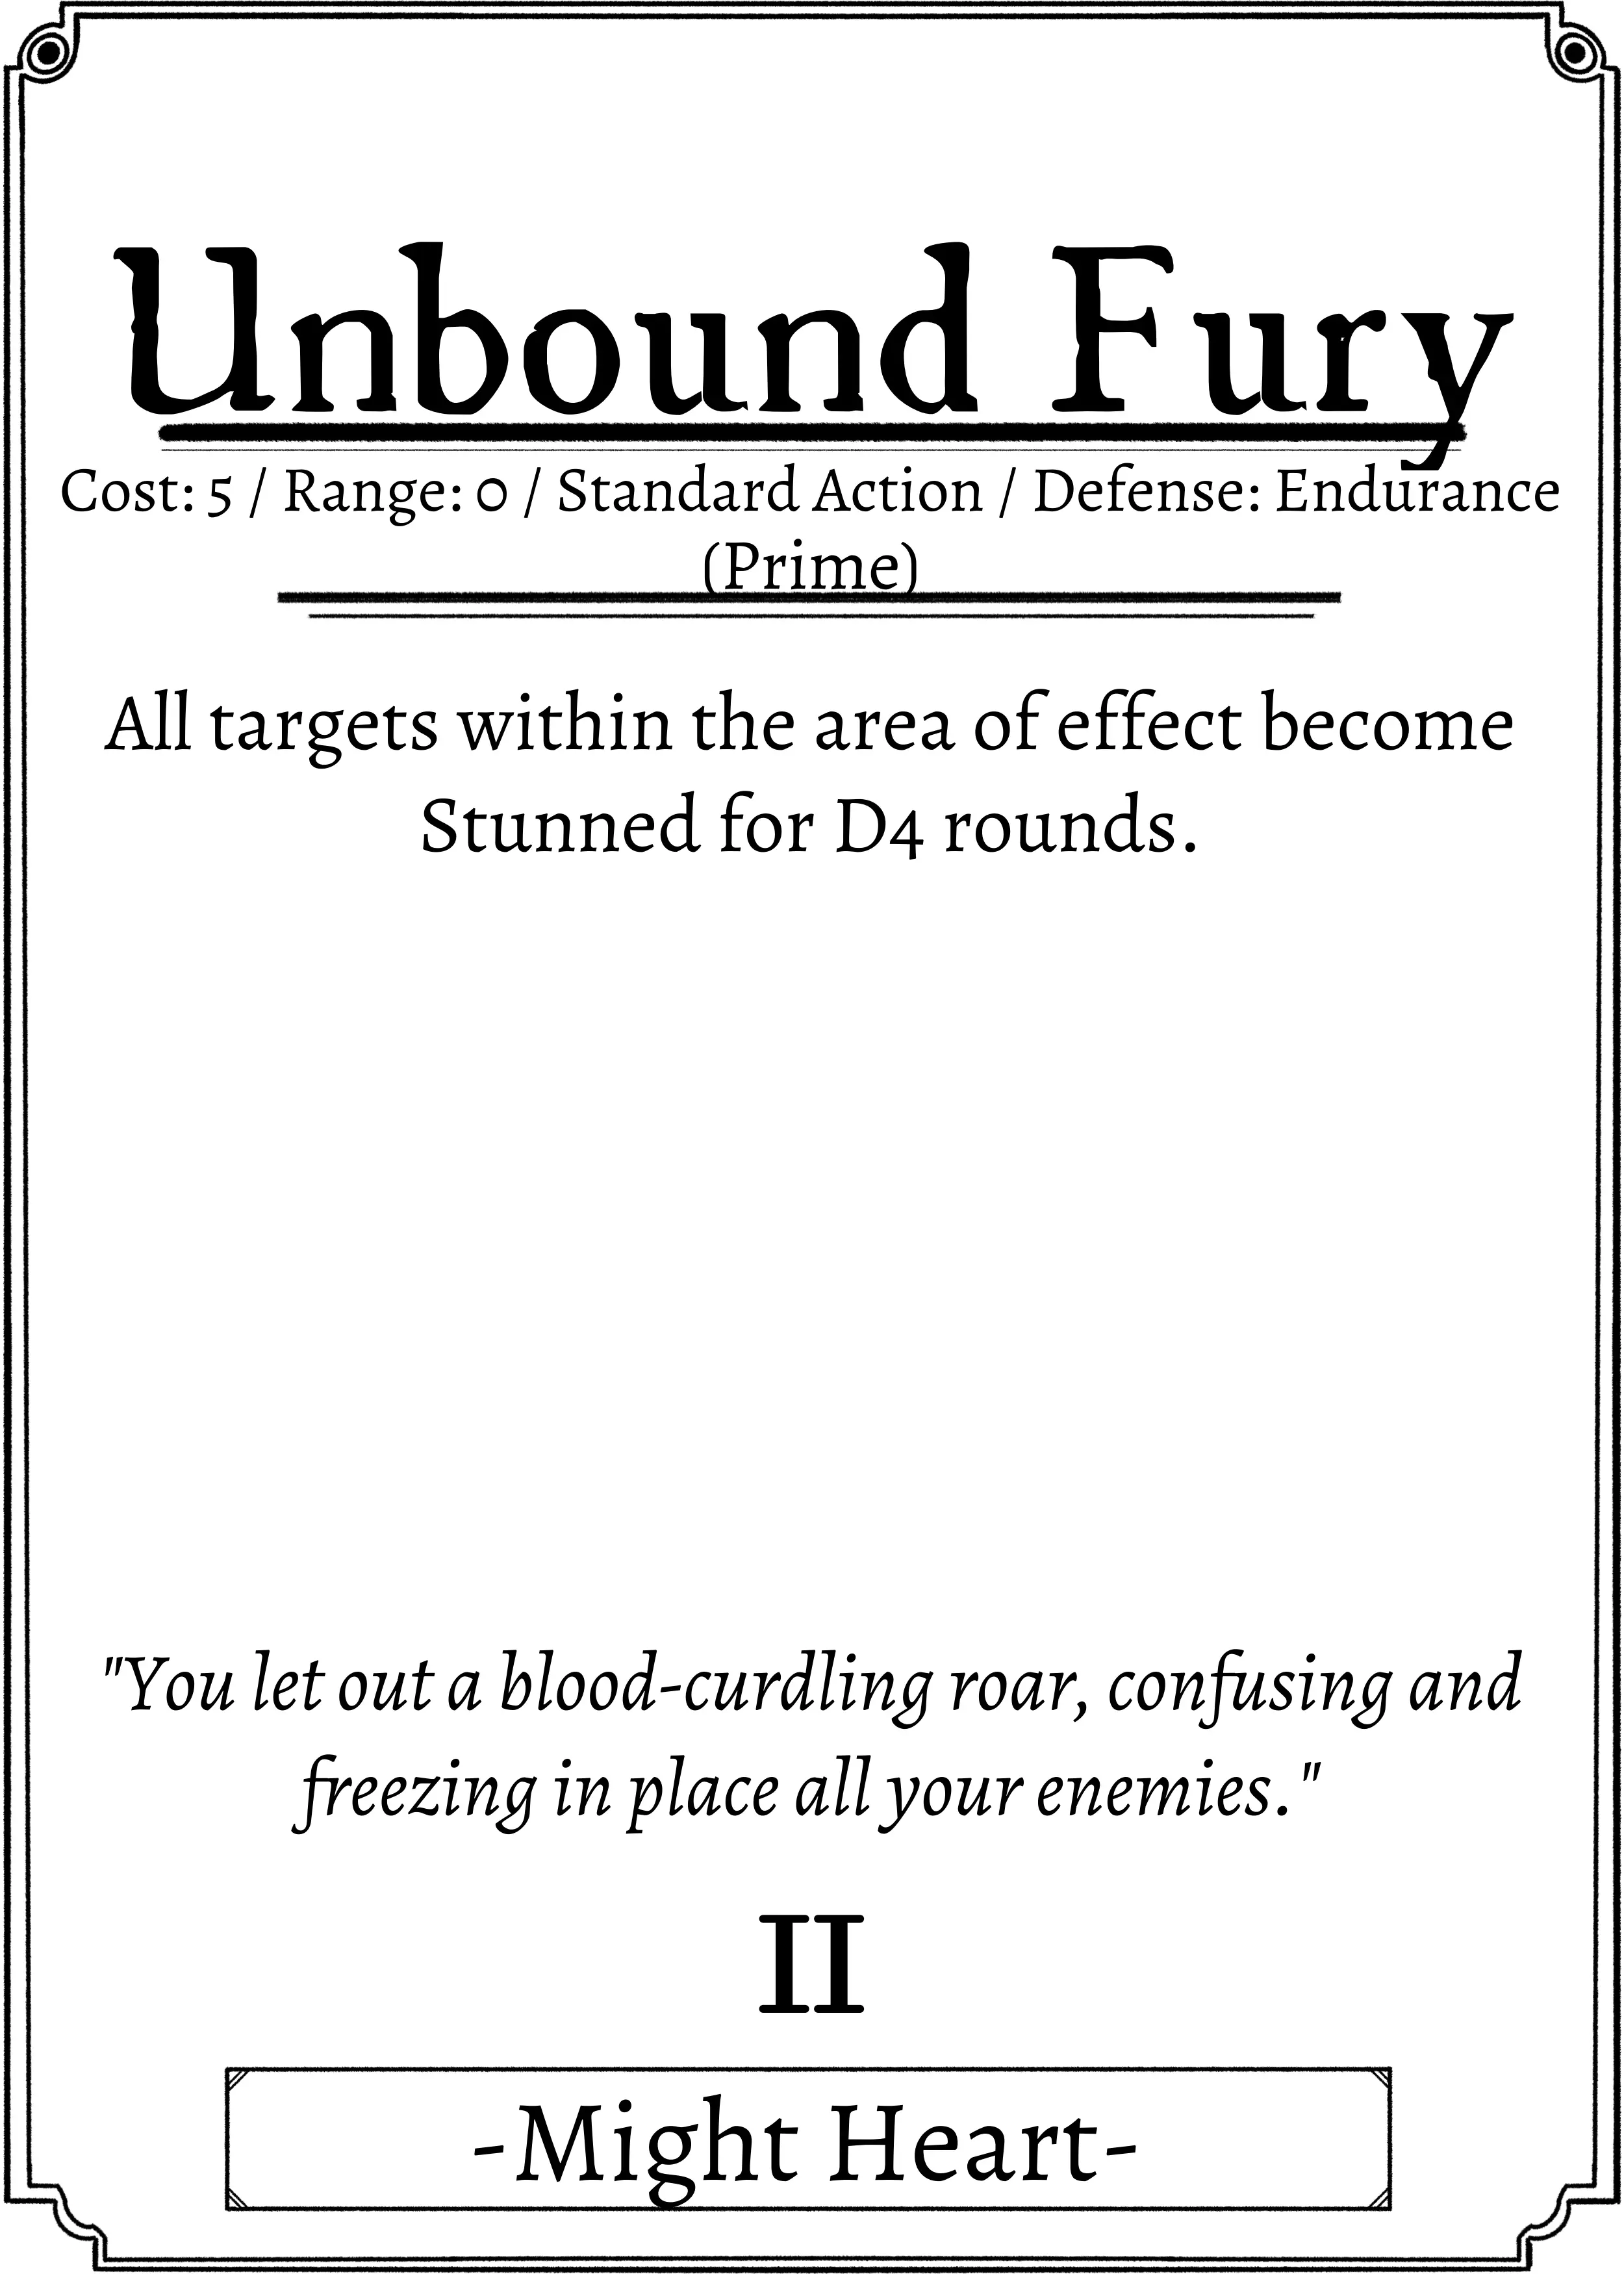 Unbound Fury
Cost: 5 / Range: 0 / Standard Action / Defense: Endurance
(Prime)
All targets within the area of effect become
Stunned for D4 rounds.
"You let out a blood-curdling roar, confusing and
freezing in place all your enemies."
II
-Might Heart-